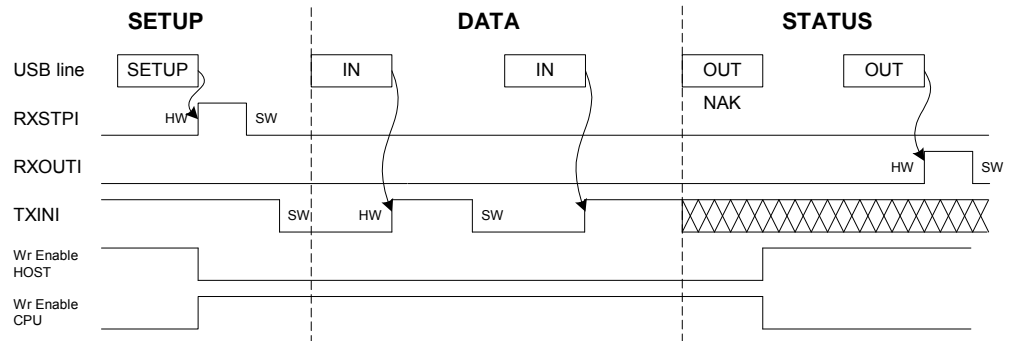 SETUP DATA STATUS
USB line SETUP IN IN OUT OUT
NAK
RXSTPI HW SW
RXOUTI HW SW
TXINI SW HW SW
Wr Enable
HOST
Wr Enable
CPU